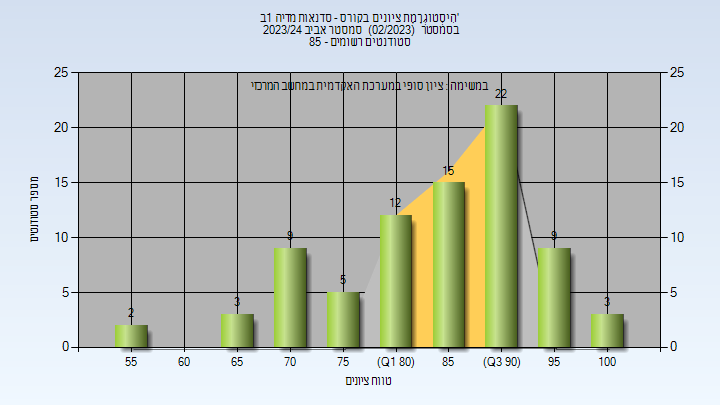 היסטוגרמת ציונים בקורס - סדנאות מדיה 1ב'
בסמסטר (02/2023) סמסטר אביב 2023/24
סטודנטים רשומים - 85
במשימה : ציון סופי במערכת האקדמית במחשב המרכזי
25 25
20 20
15 15
10 10
5 5
0 0
2 3 9 5 12 15 22 9 3
55 60 65 70 75 (Q1 80) 85 (Q3 90) 95 100
מספר סטודנטים
טווח ציונים